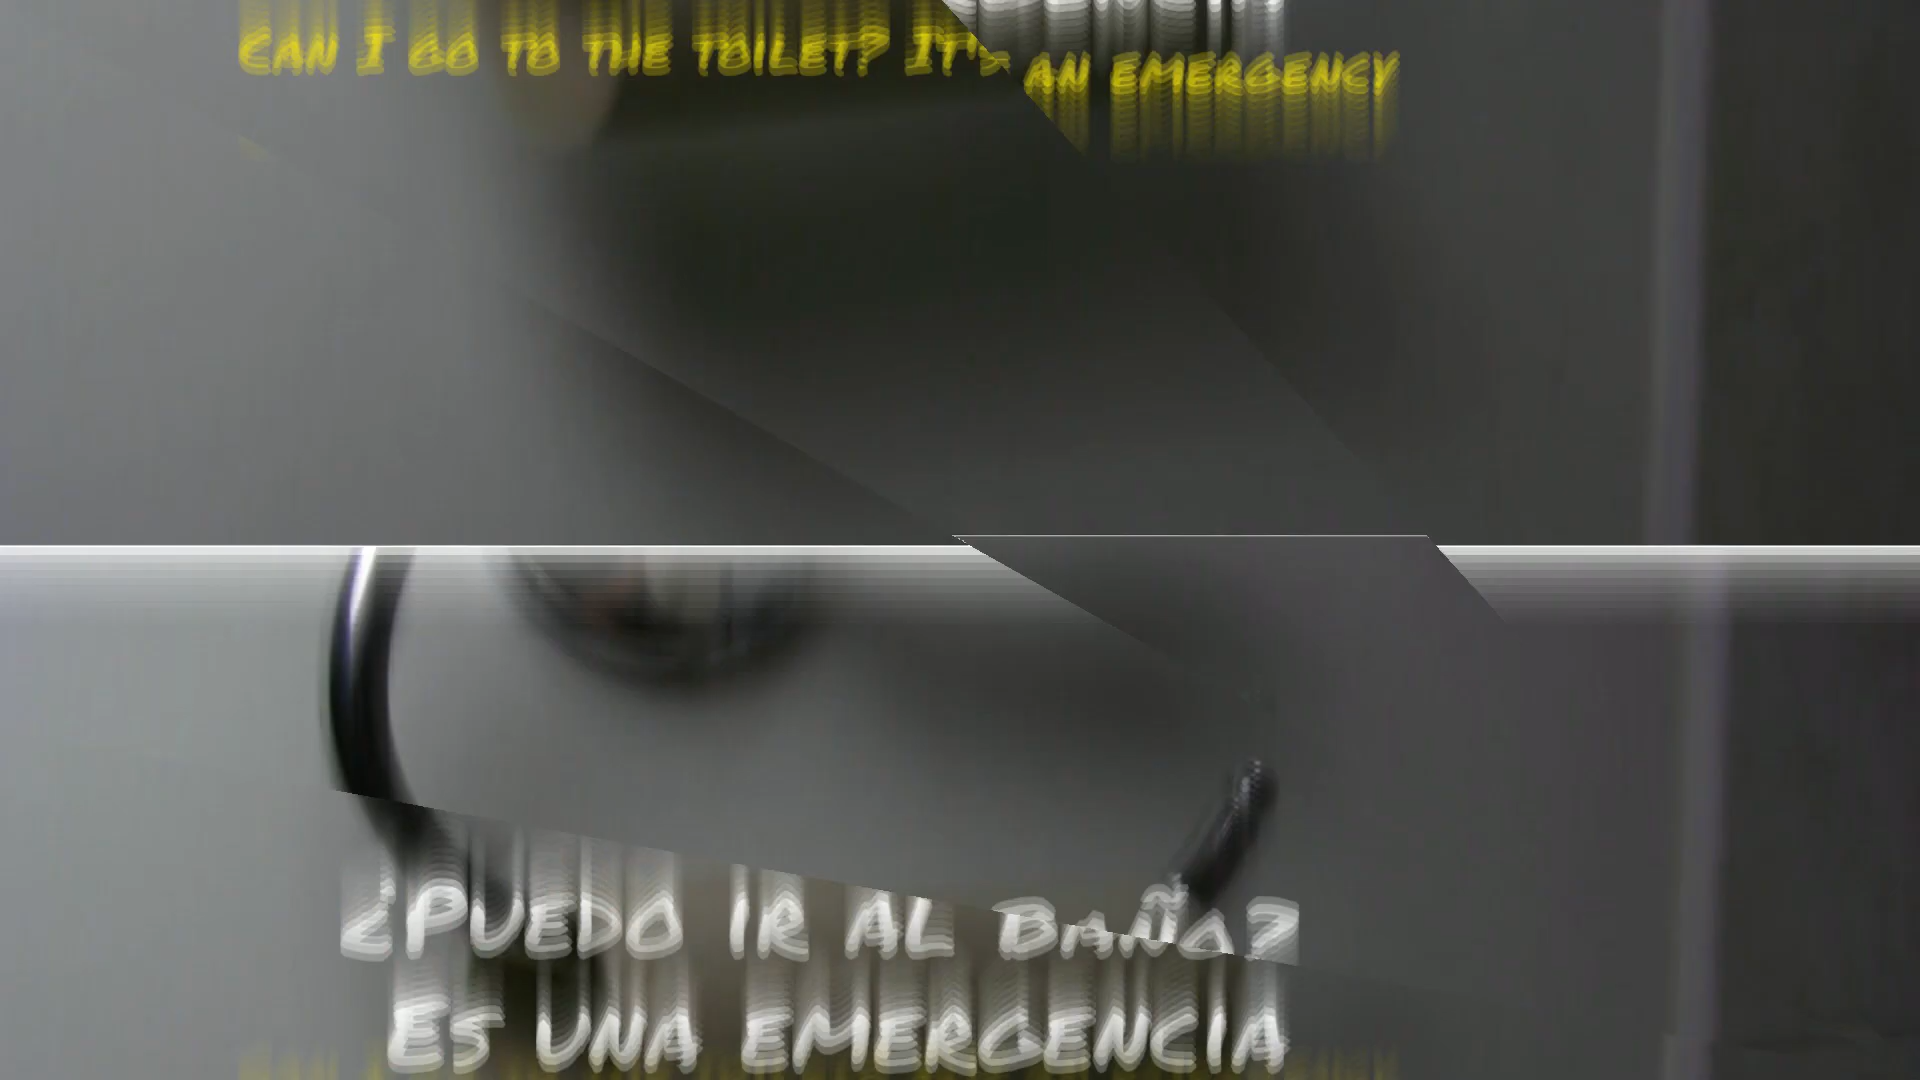 Can I go to the toilet? It's an emergency
¿Puedo ir al baño?
Es una emergencia